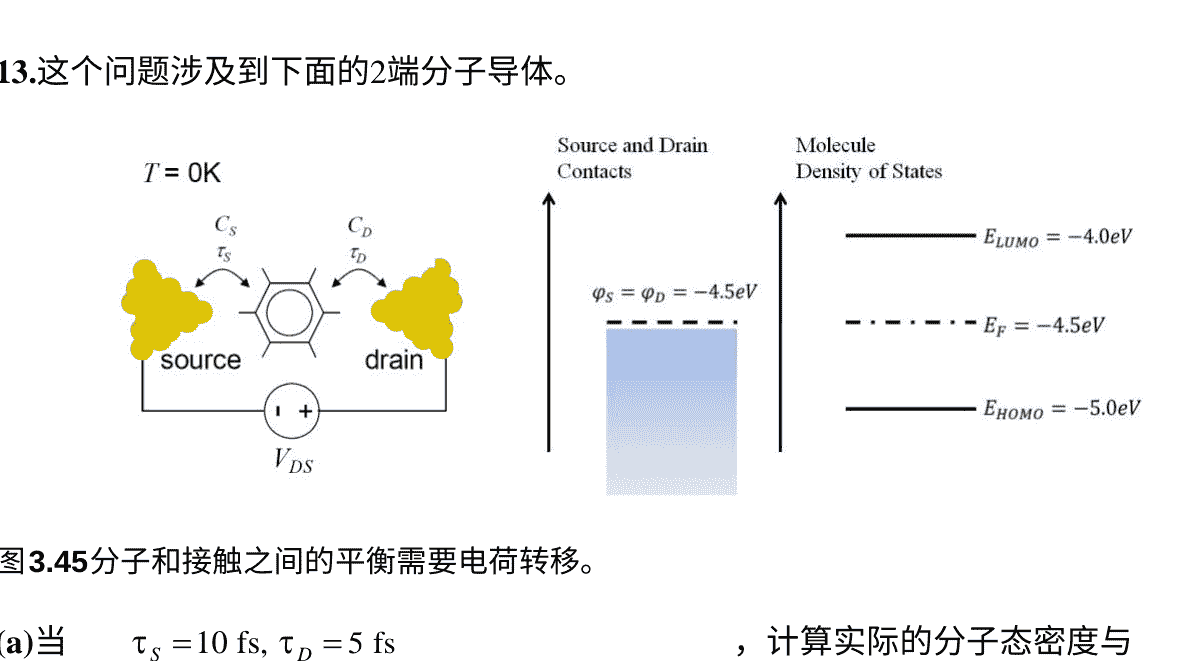 13.这个问题涉及到下面的2端分子导体。
T = 0K
C_S
τ_S
C_D
τ_D
source
drain
V_DS
Source and Drain
Contacts
φ_S = φ_D = −4.5eV
Molecule
Density of States
E_LUMO = −4.0eV
E_F = −4.5eV
E_HOMO = −5.0eV
图3.45分子和接触之间的平衡需要电荷转移。
(a)当 τ_S =10 fs, τ_D =5 fs ，计算实际的分子态密度与